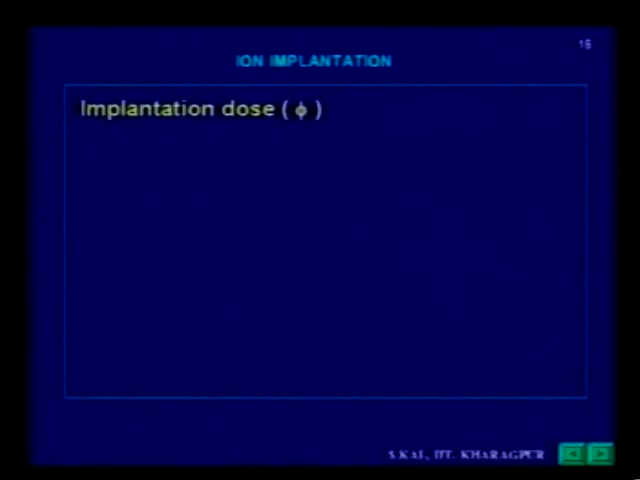 16
ION IMPLANTATION
Implantation dose ( ϕ )
S.KAL, IIT. KHARAGPUR